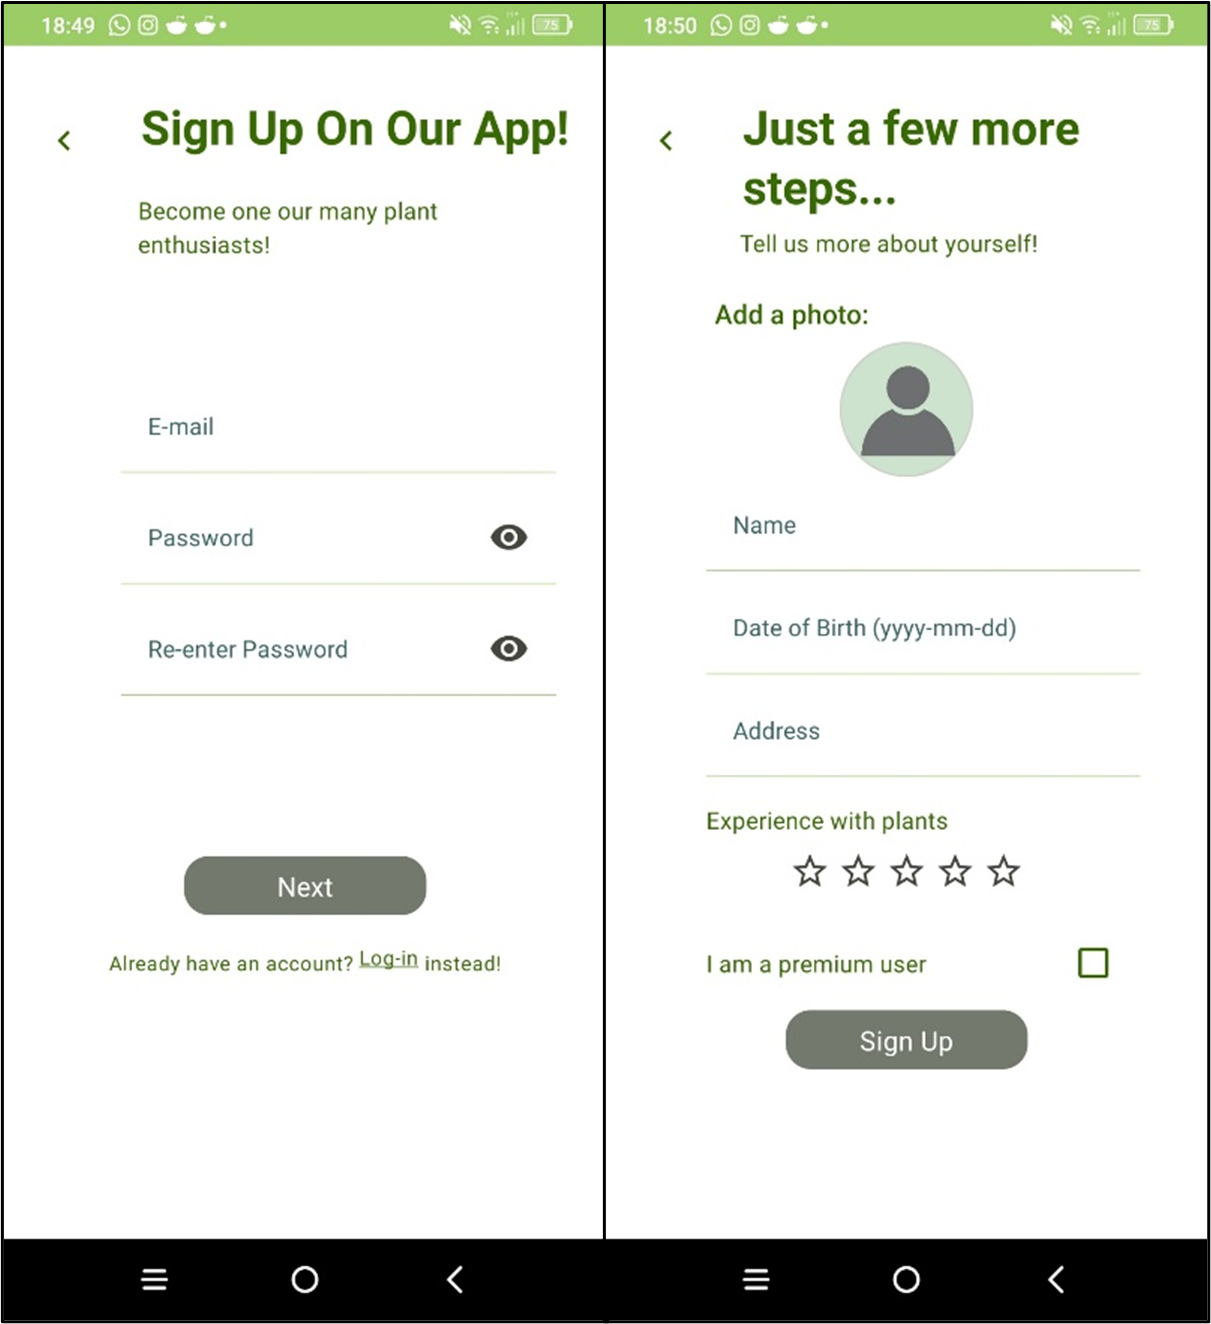 18:49
75
Sign Up On Our App!
Become one our many plant
enthusiasts!
E-mail
Password
Re-enter Password
Next
Already have an account? Log-in instead!
18:50
75
Just a few more
steps...
Tell us more about yourself!
Add a photo:
Name
Date of Birth (yyyy-mm-dd)
Address
Experience with plants
I am a premium user
Sign Up